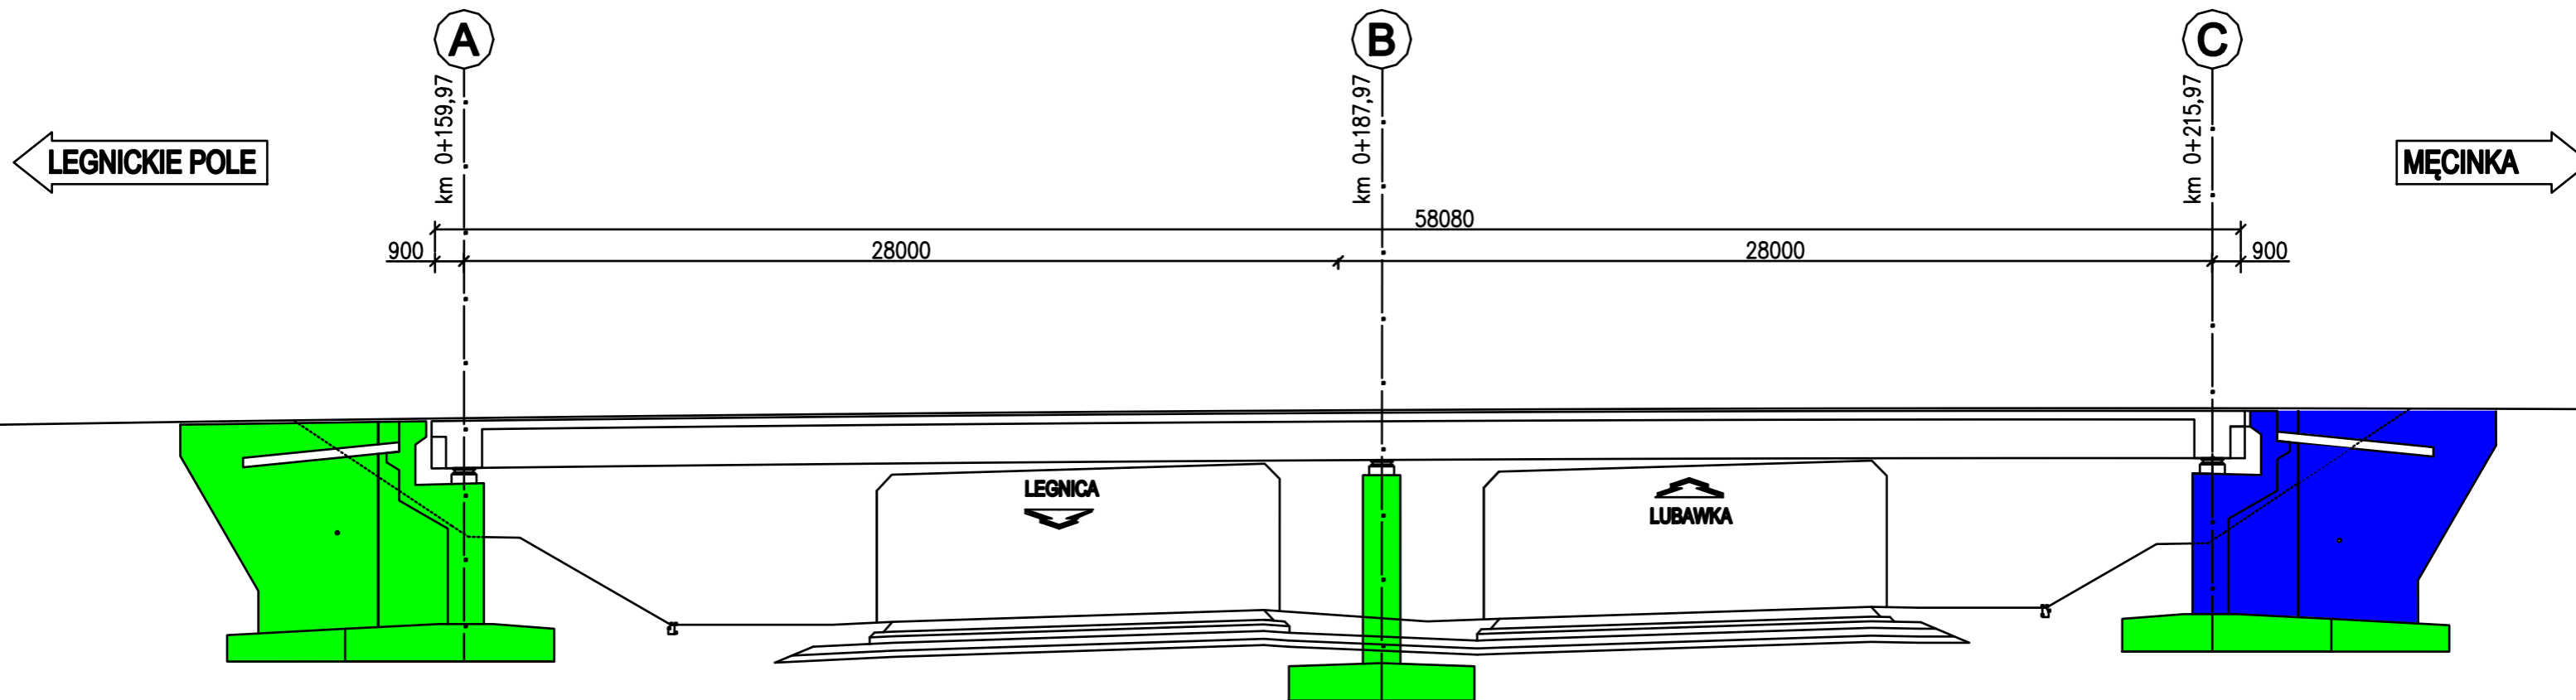 A
B
C
km 0+159,97
km 0+187,97
km 0+215,97
LEGNICKIE POLE
MĘCINKA
58080
900
28000
28000
900
LEGNICA
LUBAWKA